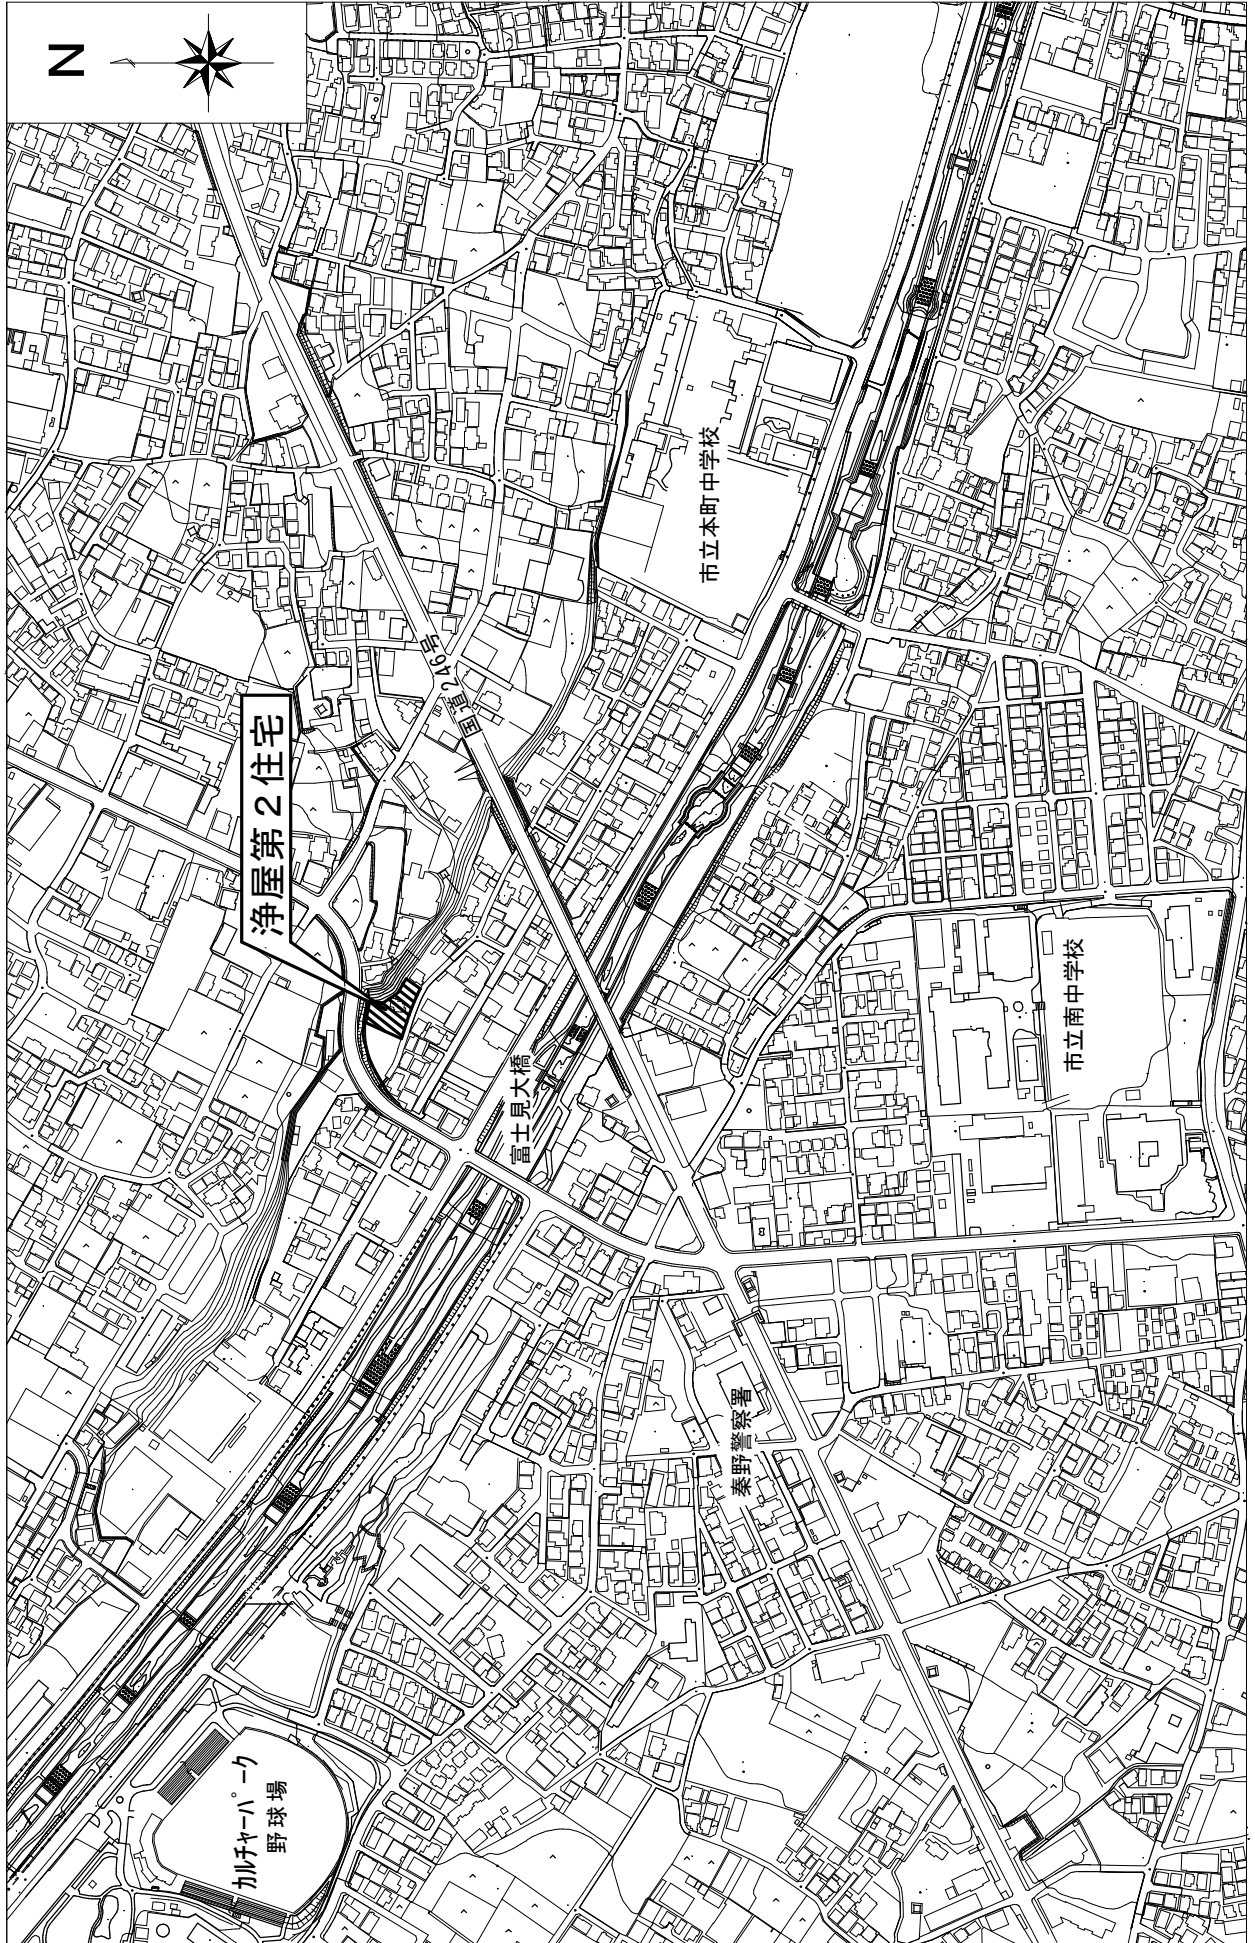 N
浄屋第2住宅
国道246号
市立本町中学校
富士見大橋
市立南中学校
秦野警察署
カルチャーパーク
野球場